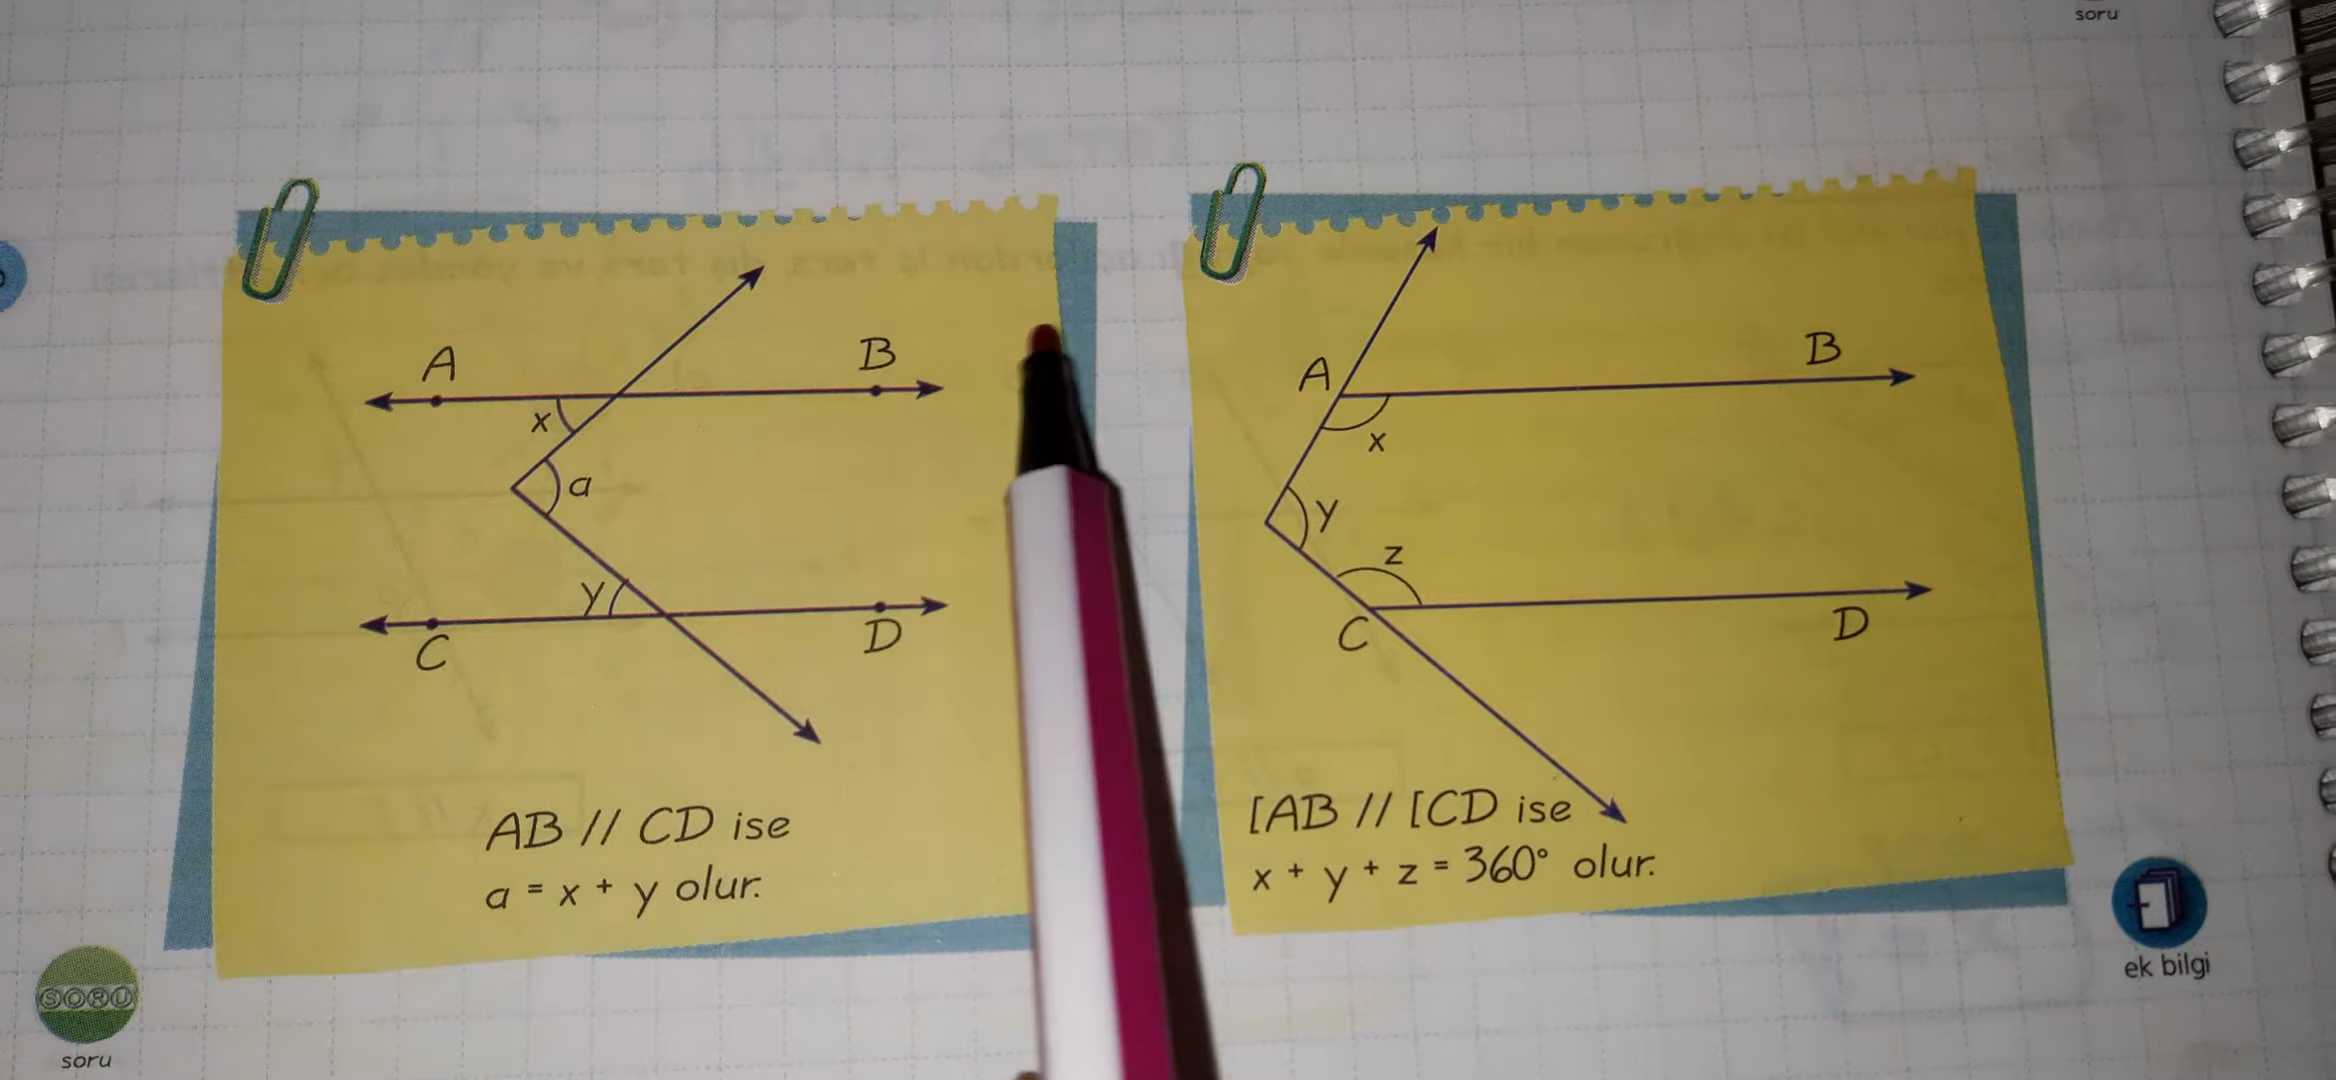 soru
A
B
x
a
y
C
D
AB // CD ise
a = x + y olur.
A
B
x
y
z
C
D
[AB // [CD ise
x + y + z = 360° olur.
SORU
soru
ek bilgi